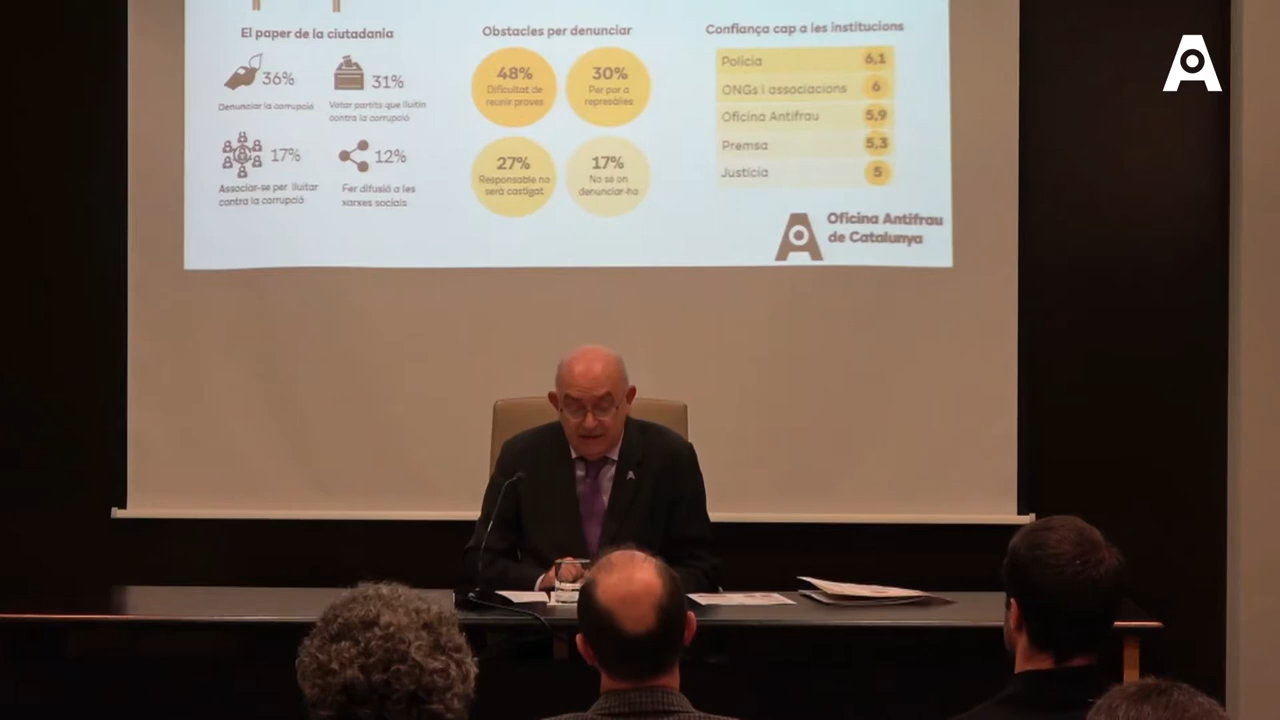 El paper de la ciutadania
36%
Denunciar la corrupció
31%
Votar partits que lluitin
contra la corrupció
17%
Associar-se per lluitar
contra la corrupció
12%
Fer difusió a les
xarxes socials
Obstacles per denunciar
48%
Dificultat de
reunir proves
30%
Per por a
represàlies
27%
Responsable no
serà castigat
17%
No sé on
denunciar-ho
Confiança cap a les institucions
Policia 6,1
ONGs i associacions 6
Oficina Antifrau 5,9
Premsa 5,3
Justícia 5
Oficina Antifrau
de Catalunya